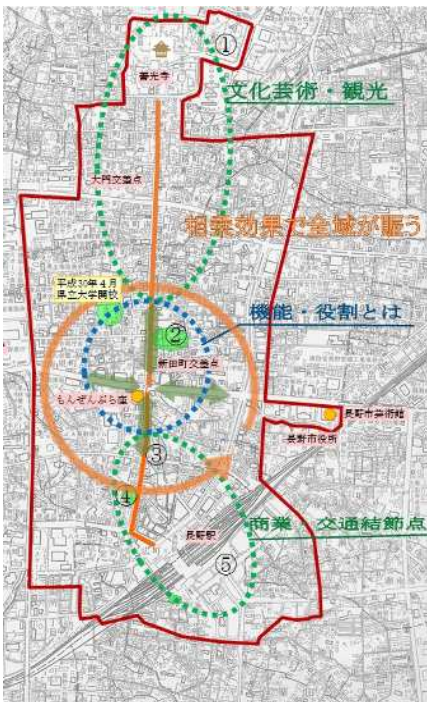 ①
善光寺
文化芸術・観光
大門交差点
相乗効果で全域が賑う
平成30年4月
県立大学開校
機能・役割とは
②
新田町交差点
もんぜんぷら座
長野市芸術館
長野市役所
③
④
商業・交通結節点
長野駅
⑤